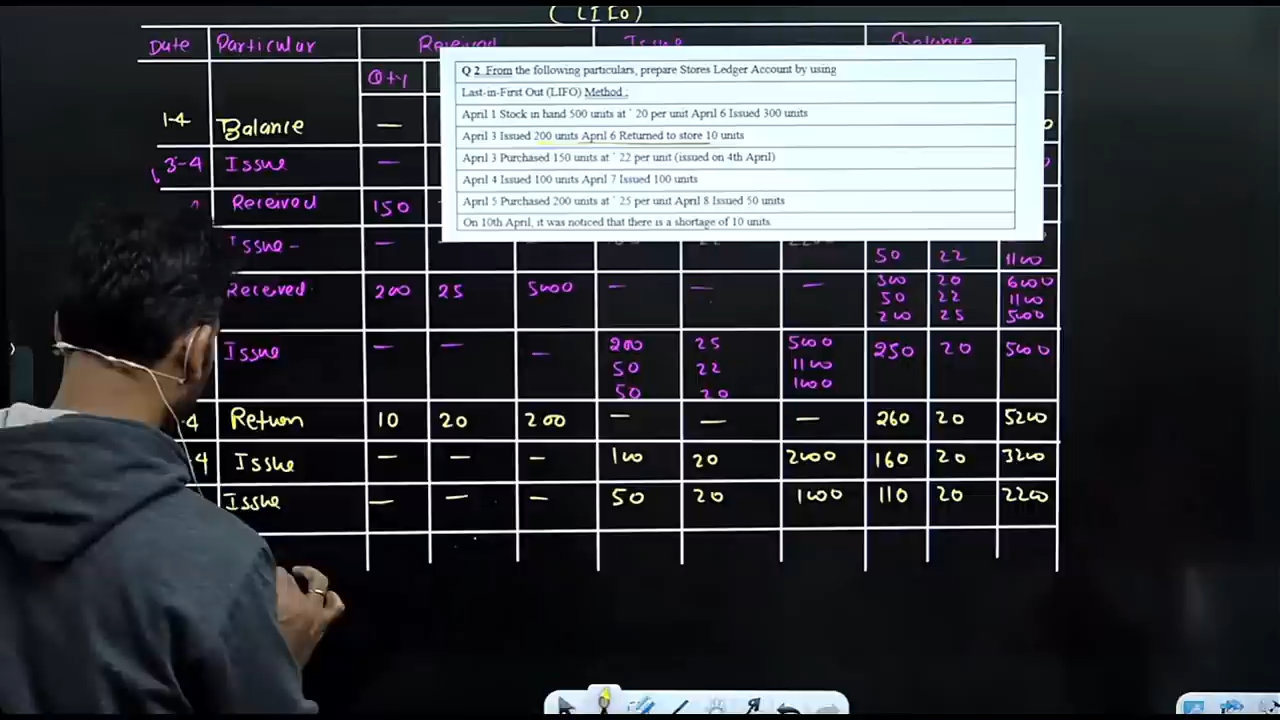 ( LIFO)
Date Particular Received Issue Balance
Qty
Q 2 From the following particulars, prepare Stores Ledger Account by using
Last-in-First Out (LIFO) Method :
April 1 Stock in hand 500 units at ` 20 per unit April 6 Issued 300 units
April 3 Issued 200 units April 6 Returned to store 10 units
April 3 Purchased 150 units at ` 22 per unit (issued on 4th April)
April 4 Issued 100 units April 7 Issued 100 units
April 5 Purchased 200 units at ` 25 per unit April 8 Issued 50 units
On 10th April, it was noticed that there is a shortage of 10 units.
1-4 Balance —
3-4 Issue —
Received 150
Issue - —
50 22 1100
Received 200 25 5000 — — — 300 20 6000
50 22 1100
200 25 5000
Issue — — — 200 25 5000 250 20 5000
50 22 1100
50 20 1000
-4 Return 10 20 200 — — — 260 20 5200
4 Issue — — — 100 20 2000 160 20 3200
Issue — — — 50 20 1000 110 20 2200